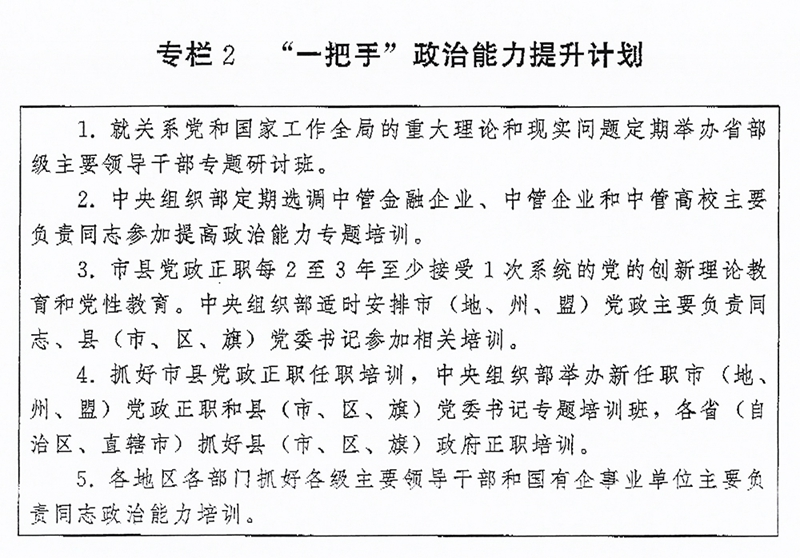 专栏2 “一把手”政治能力提升计划
1. 就关系党和国家工作全局的重大理论和现实问题定期举办省部
级主要领导干部专题研讨班。
2. 中央组织部定期选调中管金融企业、中管企业和中管高校主要
负责同志参加提高政治能力专题培训。
3. 市县党政正职每2至3年至少接受1次系统的党的创新理论教
育和党性教育。中央组织部适时安排市（地、州、盟）党政主要负责同
志、县（市、区、旗）党委书记参加相关培训。
4. 抓好市县党政正职任职培训，中央组织部举办新任职市（地、
州、盟）党政正职和县（市、区、旗）党委书记专题培训班，各省（自
治区、直辖市）抓好县（市、区、旗）政府正职培训。
5. 各地区各部门抓好各级主要领导干部和国有企事业单位主要负
责同志政治能力培训。